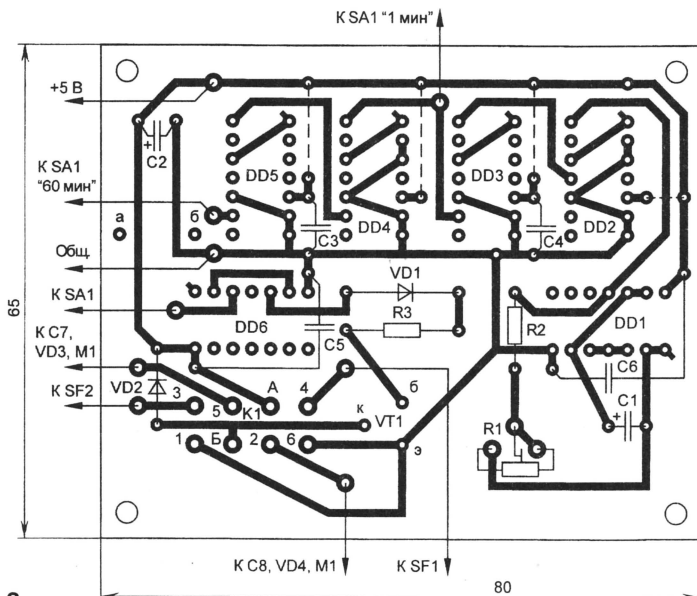 К SA1 “1 мин”
+5 В
C2
К SA1
“60 мин”
DD5
DD4
DD3
DD2
а
б
C3
C4
Общ.
VD1
К SA1
DD6
C5
R3
R2
DD1
65
К C7,
VD3, M1
C6
К SF2
VD2
3
5
А
К1
4
б
C1
к
VT1
R1
1
Б
2
6
э
К C8, VD4, M1
К SF1
80